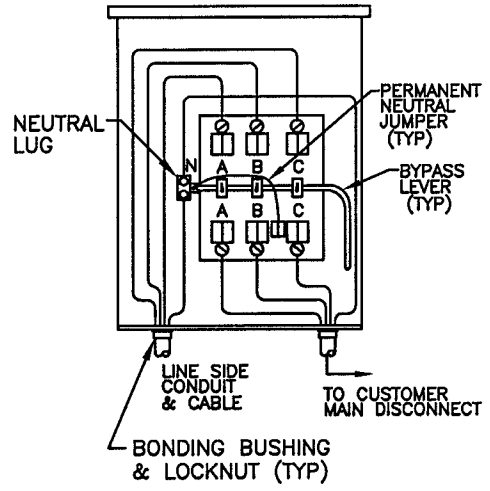 NEUTRAL
LUG
N
A
B
C
A
B
C
PERMANENT
NEUTRAL
JUMPER
(TYP)
BYPASS
LEVER
(TYP)
LINE SIDE
CONDUIT
& CABLE
TO CUSTOMER
MAIN DISCONNECT
BONDING BUSHING
& LOCKNUT (TYP)